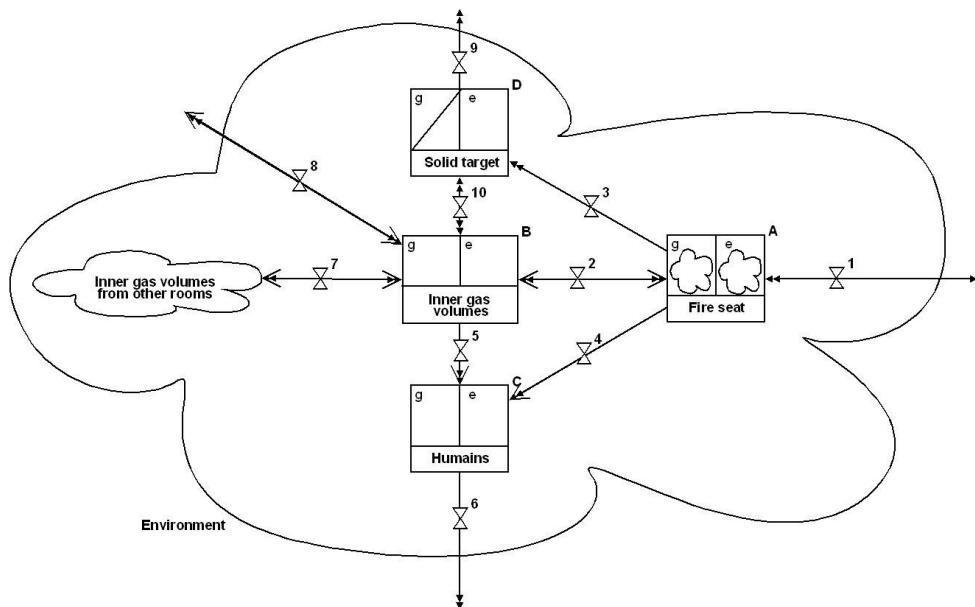 9
D
g e
Solid target
8
10
3
B
g e
Inner gas
volumes
A
g e
Fire seat
7
2
1
Inner gas volumes
from other rooms
5
4
C
g e
Humains
6
Environment